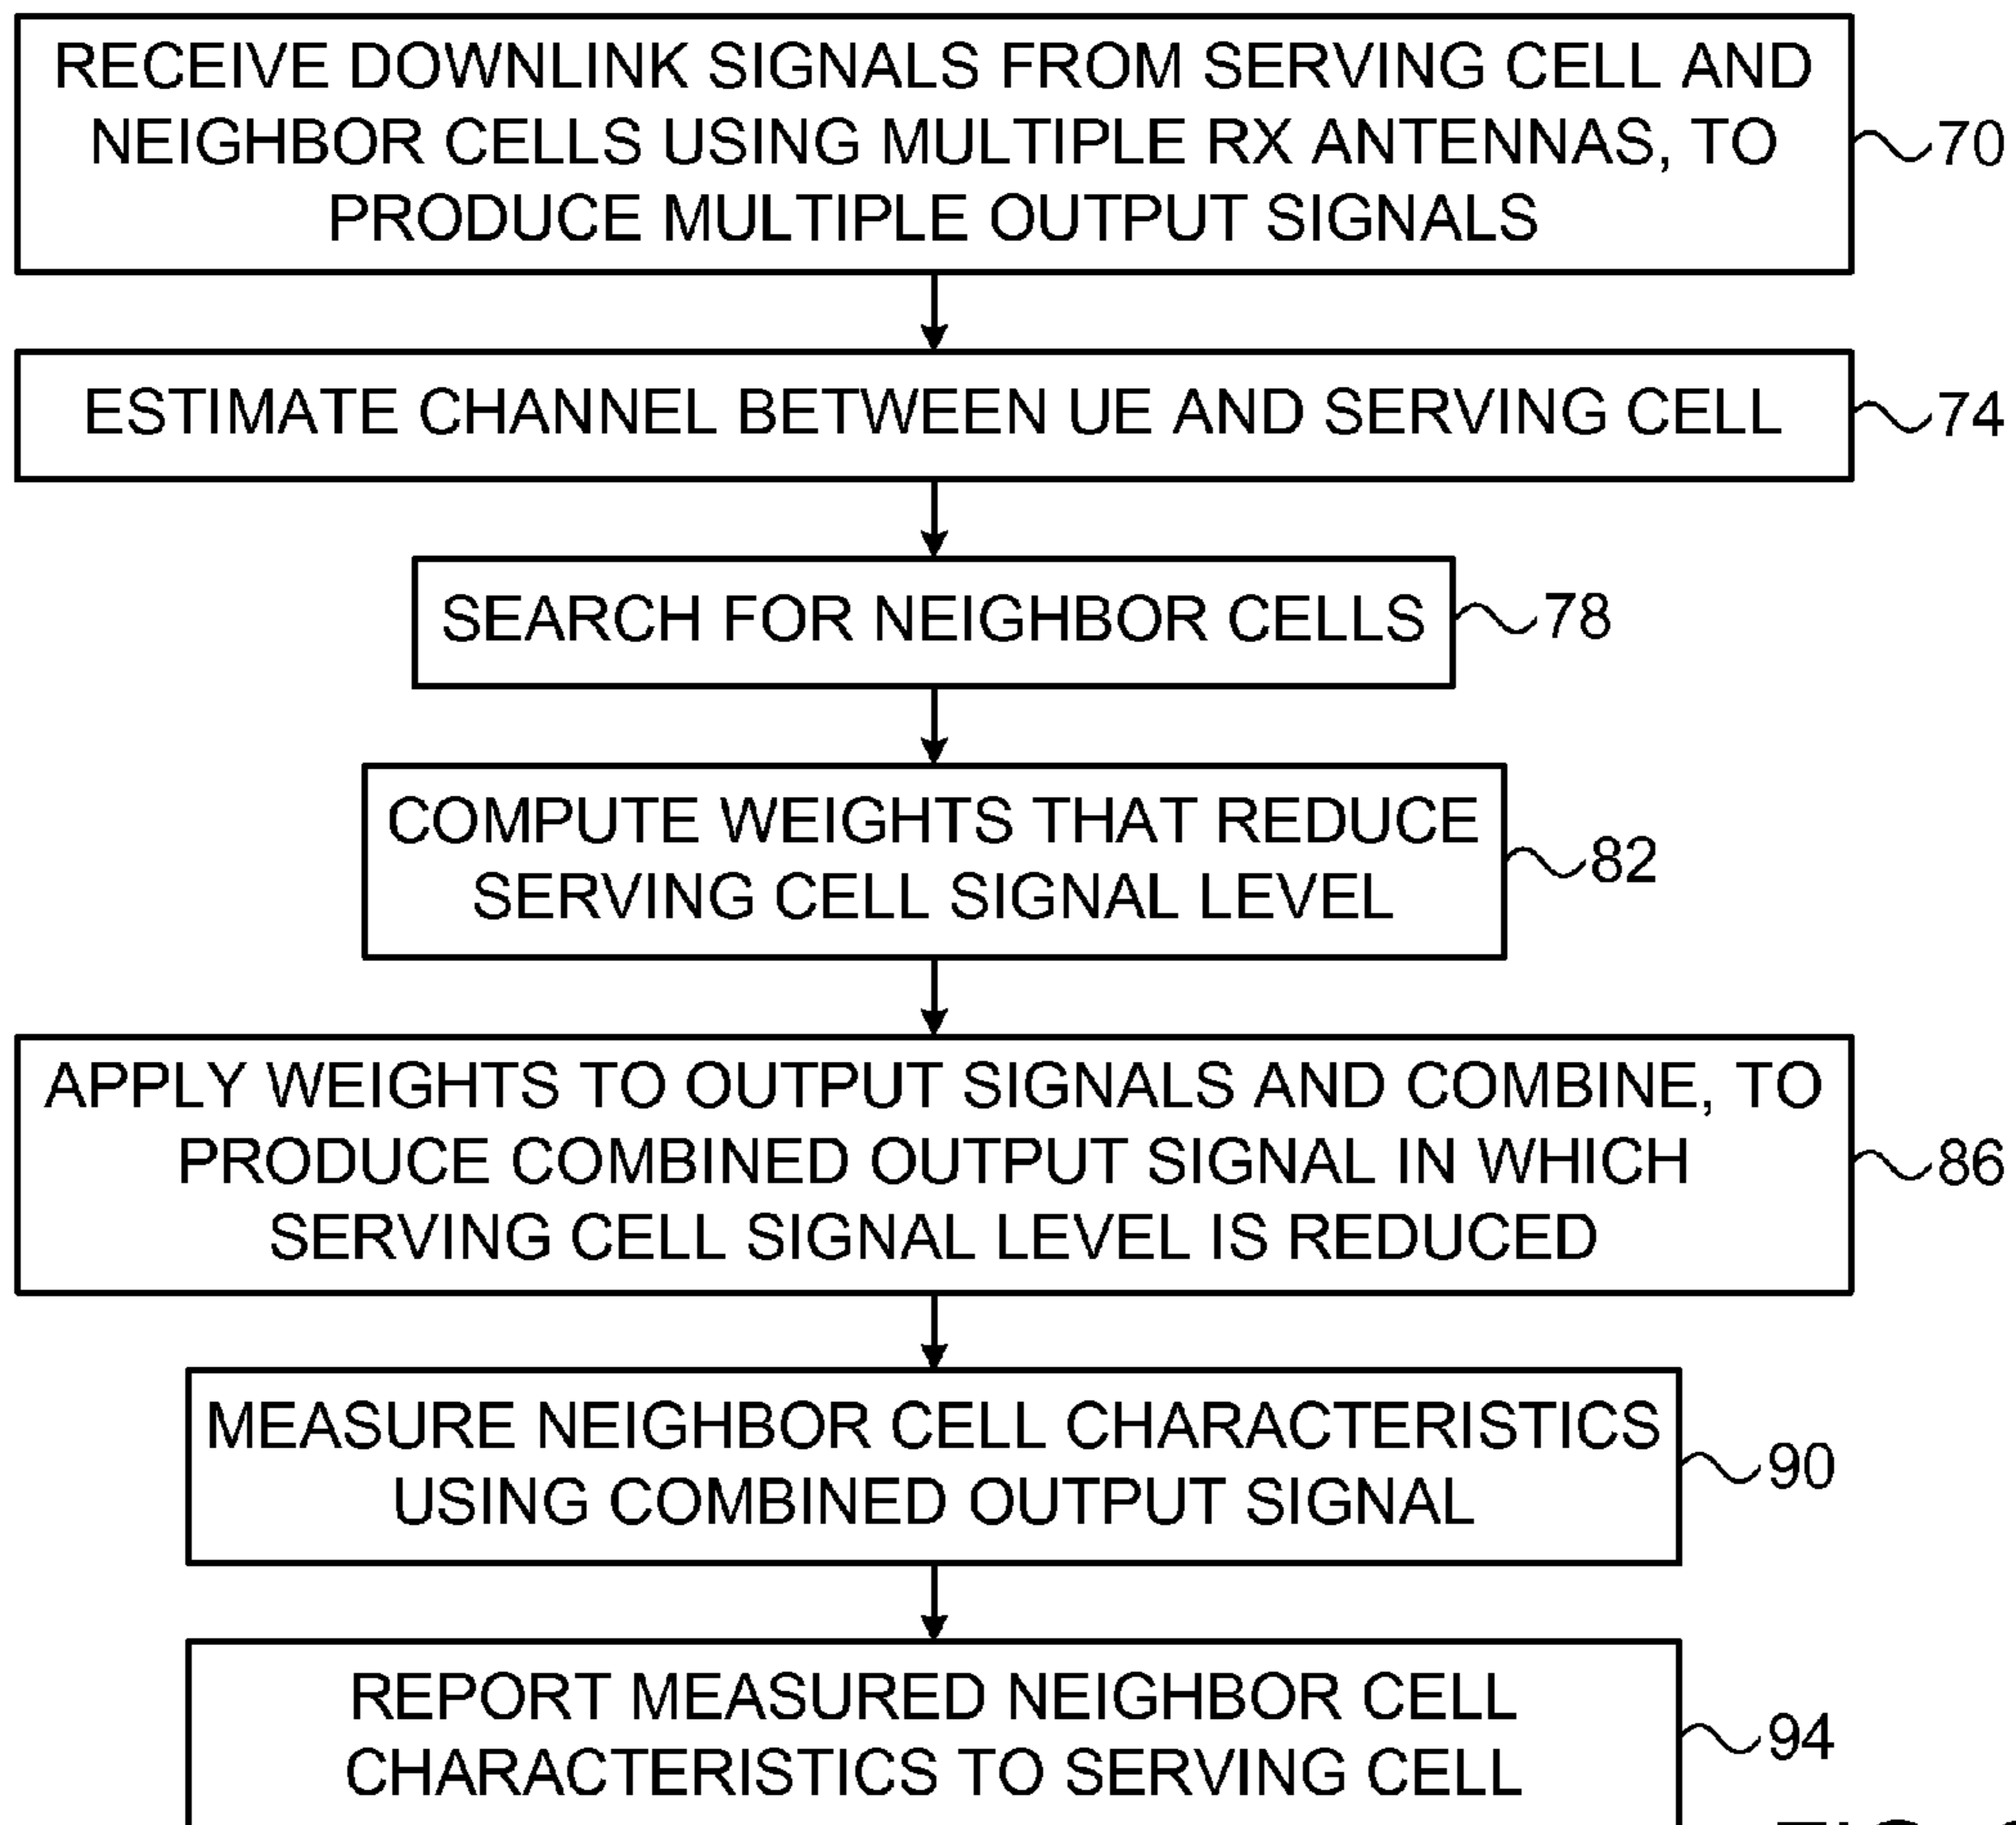 RECEIVE DOWNLINK SIGNALS FROM SERVING CELL AND
NEIGHBOR CELLS USING MULTIPLE RX ANTENNAS, TO
PRODUCE MULTIPLE OUTPUT SIGNALS
70
ESTIMATE CHANNEL BETWEEN UE AND SERVING CELL
74
SEARCH FOR NEIGHBOR CELLS
78
COMPUTE WEIGHTS THAT REDUCE
SERVING CELL SIGNAL LEVEL
82
APPLY WEIGHTS TO OUTPUT SIGNALS AND COMBINE, TO
PRODUCE COMBINED OUTPUT SIGNAL IN WHICH
SERVING CELL SIGNAL LEVEL IS REDUCED
86
MEASURE NEIGHBOR CELL CHARACTERISTICS
USING COMBINED OUTPUT SIGNAL
90
REPORT MEASURED NEIGHBOR CELL
CHARACTERISTICS TO SERVING CELL
94